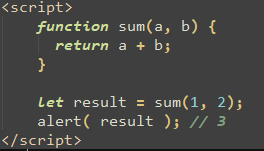 <script>
    function sum(a, b) {
      return a + b;
    }

    let result = sum(1, 2);
    alert( result ); // 3
</script>